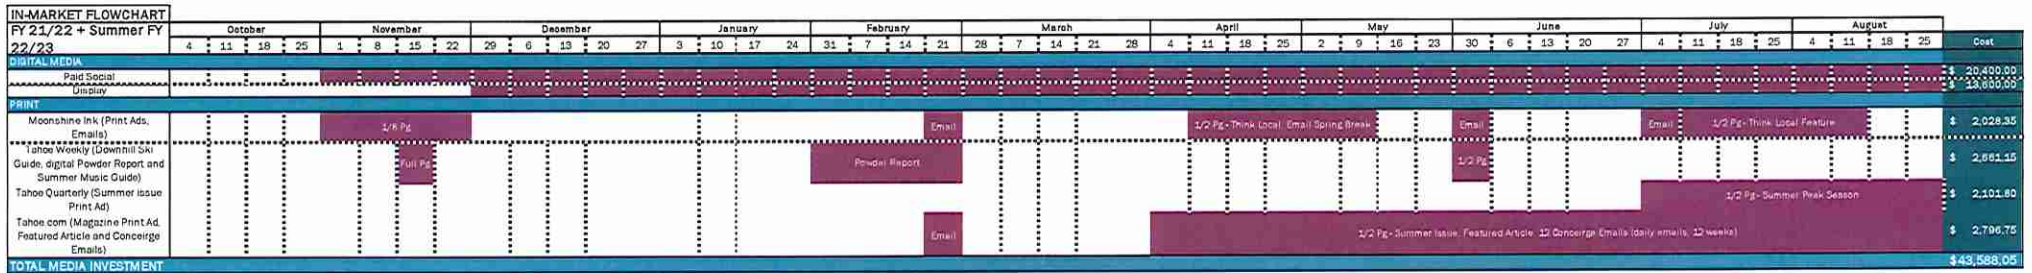 IN-MARKET FLOWCHART
FY 21/22 + Summer FY 22/23
October November December January February March April May June July August
4 11 18 25 1 8 15 22 29 6 13 20 27 3 10 17 24 31 7 14 21 28 7 14 21 28 4 11 18 25 2 9 16 23 30 6 13 20 27 4 11 18 25 4 11 18 25 Cost
DIGITAL MEDIA
Paid Social $ 20,400.00
Display $ 13,600.00
PRINT
Moonshine Ink (Print Ads, Emails) 1/8 Pg Email 1/2 Pg - Think Local, Email Spring Break Email Email 1/2 Pg - Think Local Feature $ 2,028.35
Tahoe Weekly (Downhill Ski Guide, digital Powder Report and Summer Music Guide) Full Pg Powder Report 1/2 Pg $ 2,661.15
Tahoe Quarterly (Summer issue Print Ad) 1/2 Pg - Summer Peak Season $ 2,101.80
Tahoe com (Magazine Print Ad, Featured Article and Conceirge Emails) Email 1/2 Pg - Summer Issue, Featured Article, 12 Concierge Emails (daily emails, 12 weeks) $ 2,796.75
TOTAL MEDIA INVESTMENT $43,588.05